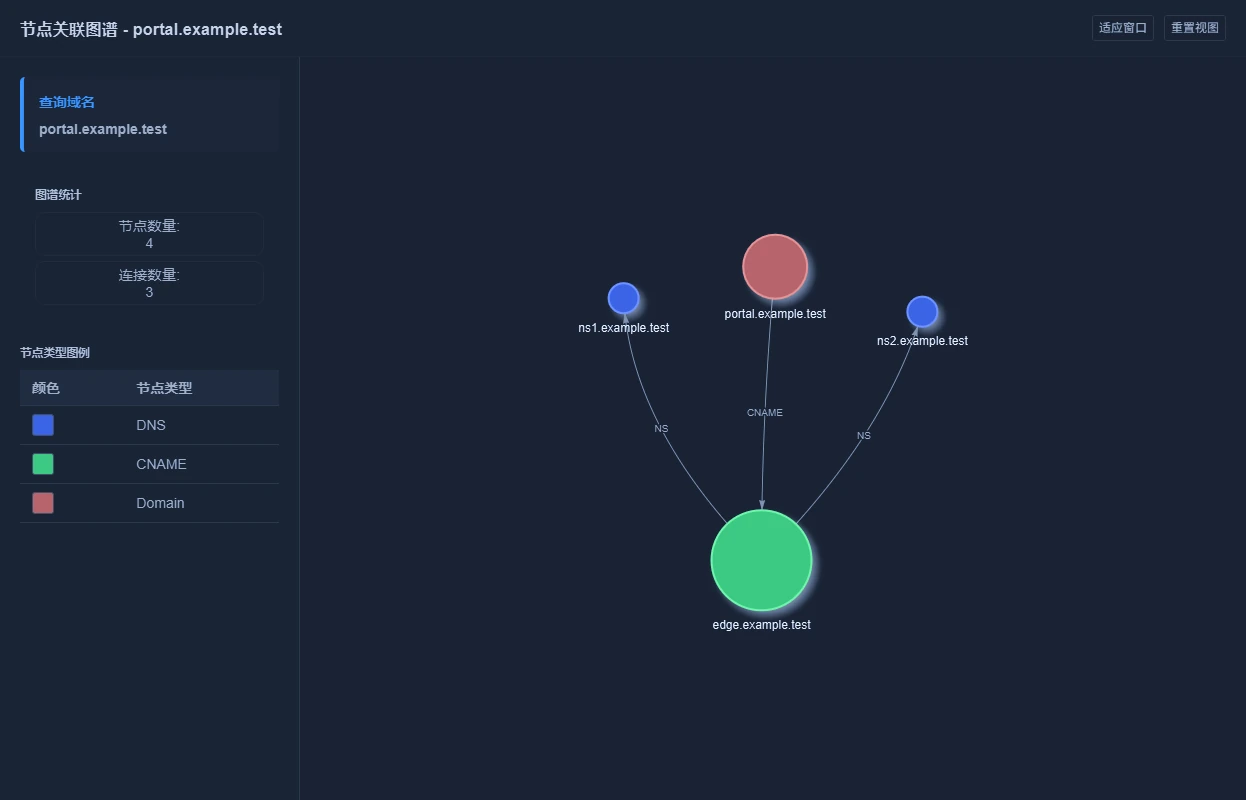 节点关联图谱 - portal.example.test
适应窗口
重置视图
查询域名
portal.example.test
图谱统计
节点数量:
4
连接数量:
3
节点类型图例
颜色 节点类型
DNS
CNAME
Domain
portal.example.test
ns1.example.test
ns2.example.test
CNAME
NS
NS
edge.example.test